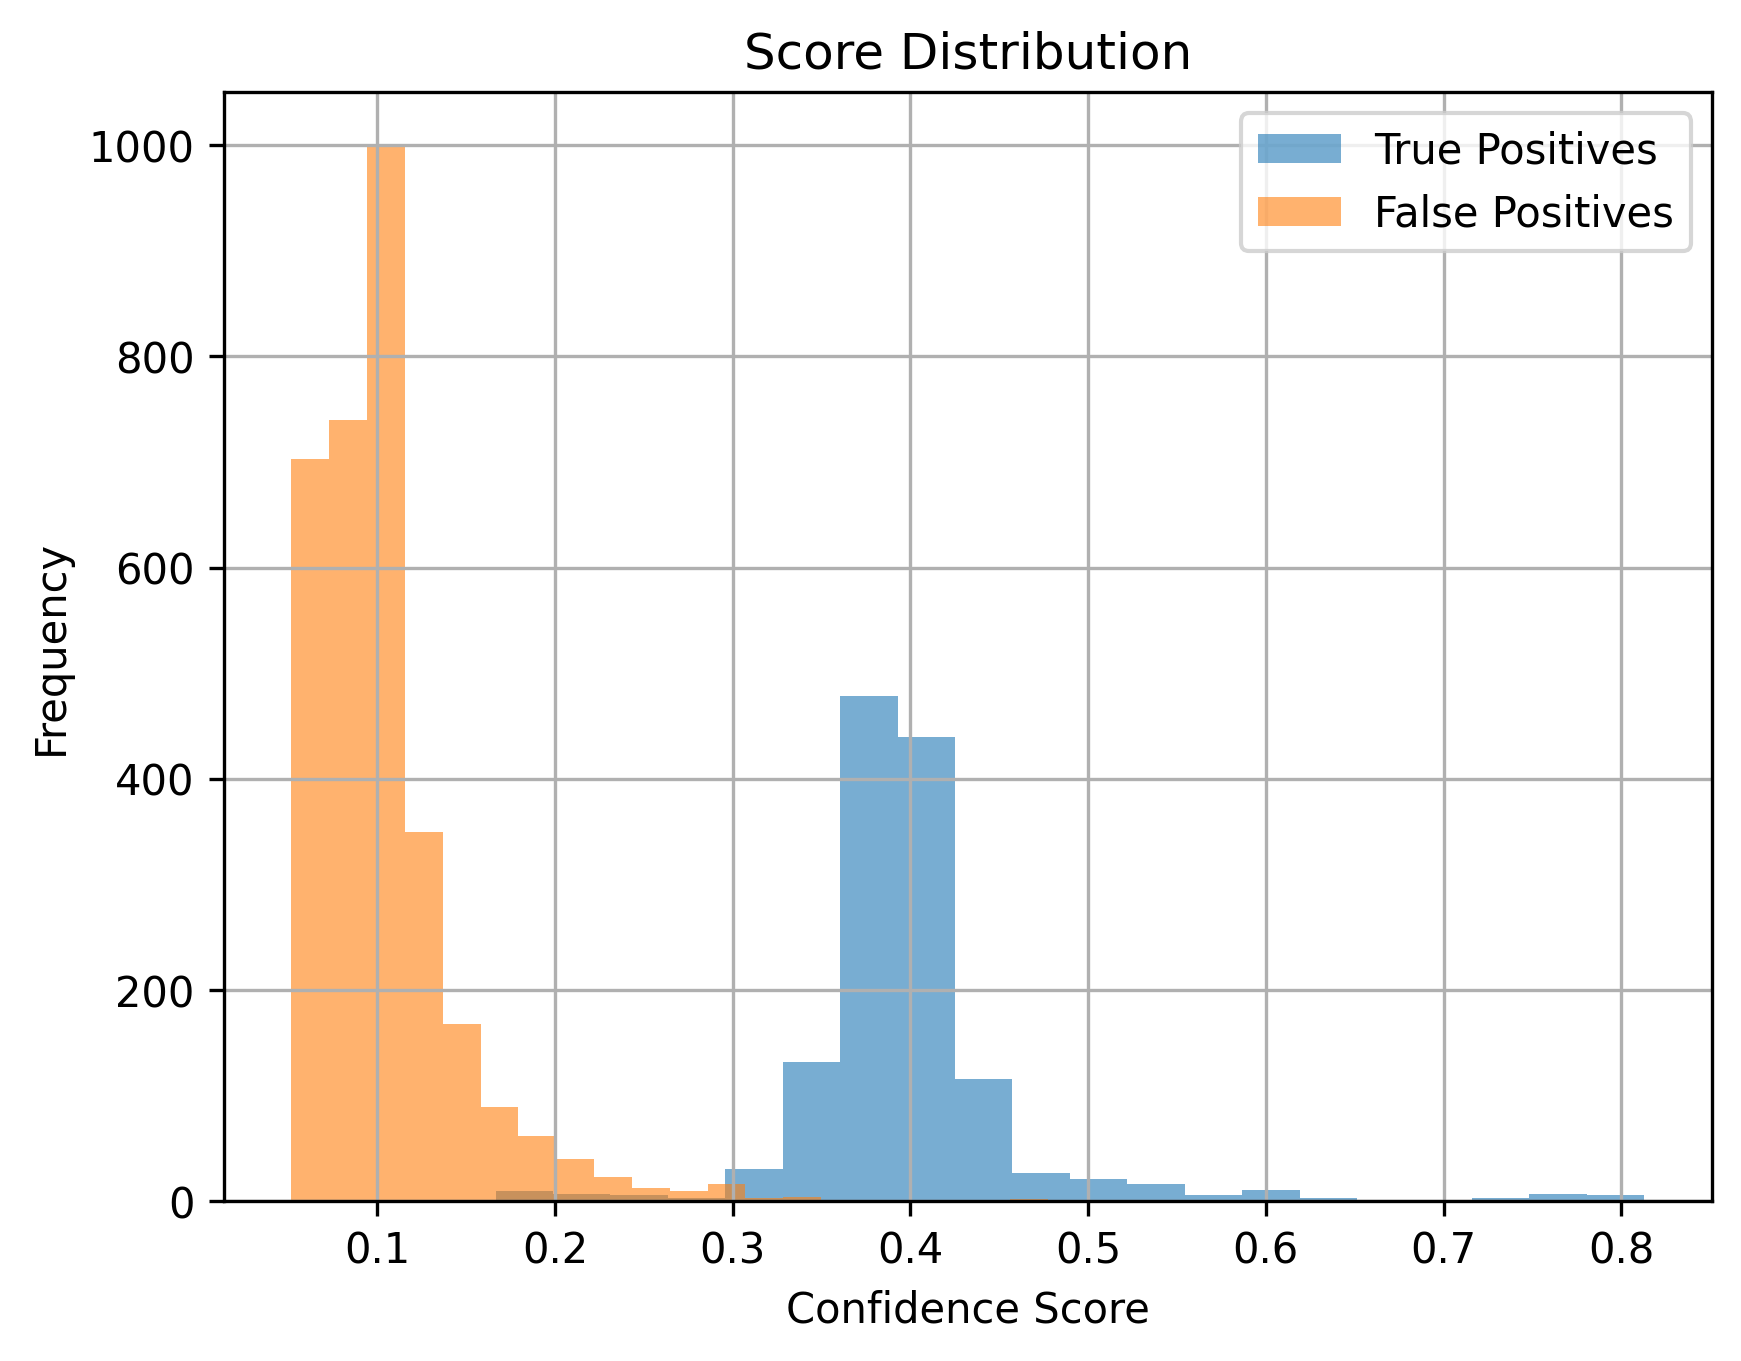 Score Distribution
True Positives
False Positives
1000
800
600
400
200
0
Frequency
0.1 0.2 0.3 0.4 0.5 0.6 0.7 0.8
Confidence Score